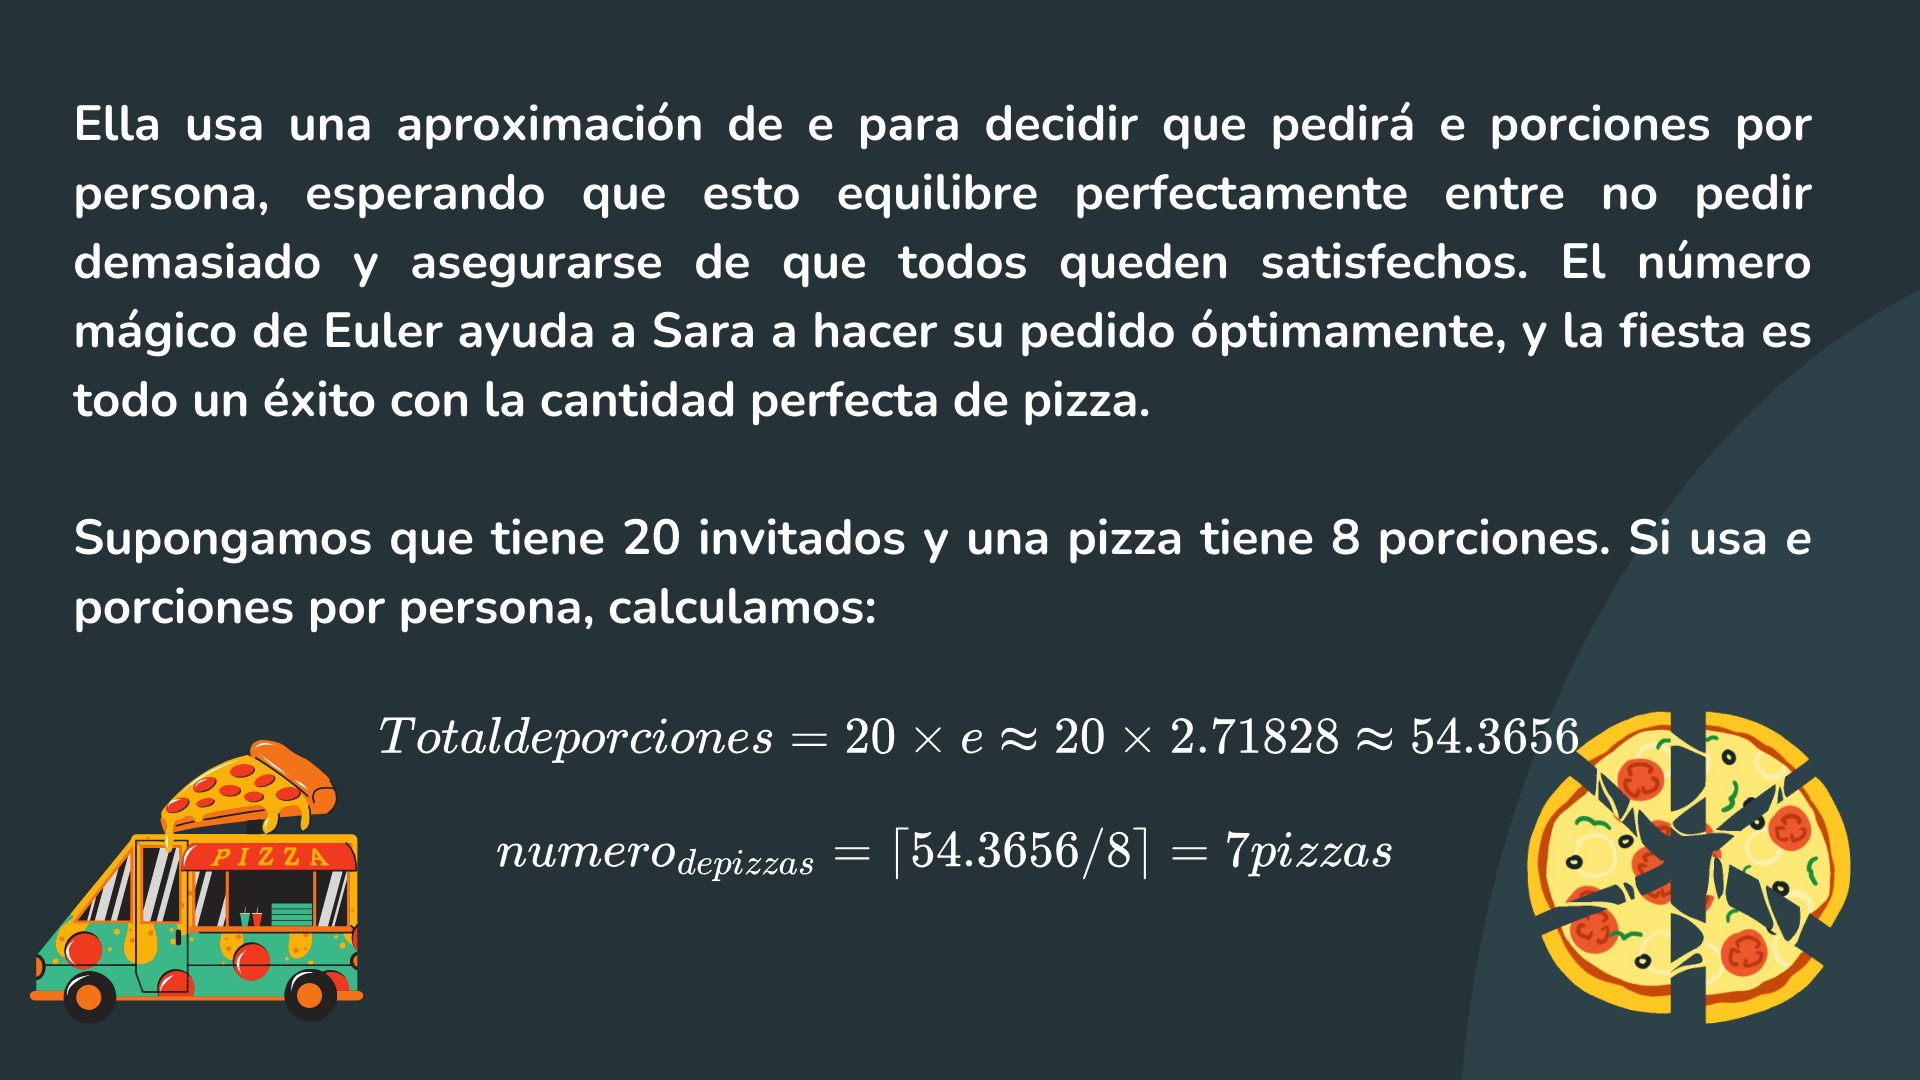 Ella usa una aproximación de e para decidir que pedirá e porciones por
persona, esperando que esto equilibre perfectamente entre no pedir
demasiado y asegurarse de que todos queden satisfechos. El número
mágico de Euler ayuda a Sara a hacer su pedido óptimamente, y la fiesta es
todo un éxito con la cantidad perfecta de pizza.
Supongamos que tiene 20 invitados y una pizza tiene 8 porciones. Si usa e
porciones por persona, calculamos:
Totaldeporciones = 20 × e ≈ 20 × 2.71828 ≈ 54.3656
numero_{depizzas} = ⌈54.3656/8⌉ = 7pizzas
PIZZA